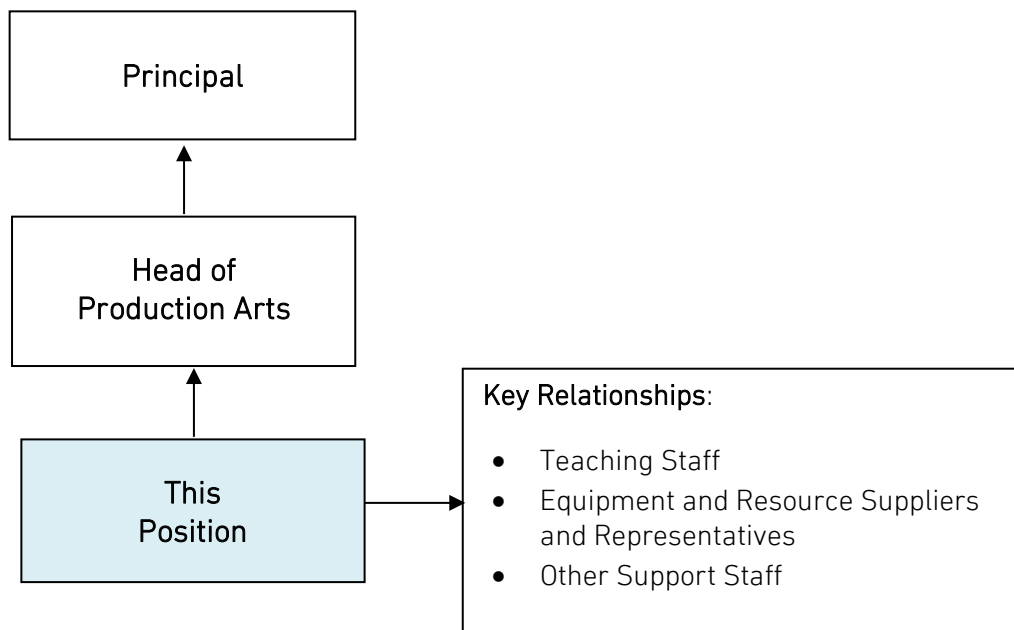 Principal
Head of
Production Arts
This
Position
Key Relationships:
• Teaching Staff
• Equipment and Resource Suppliers
and Representatives
• Other Support Staff